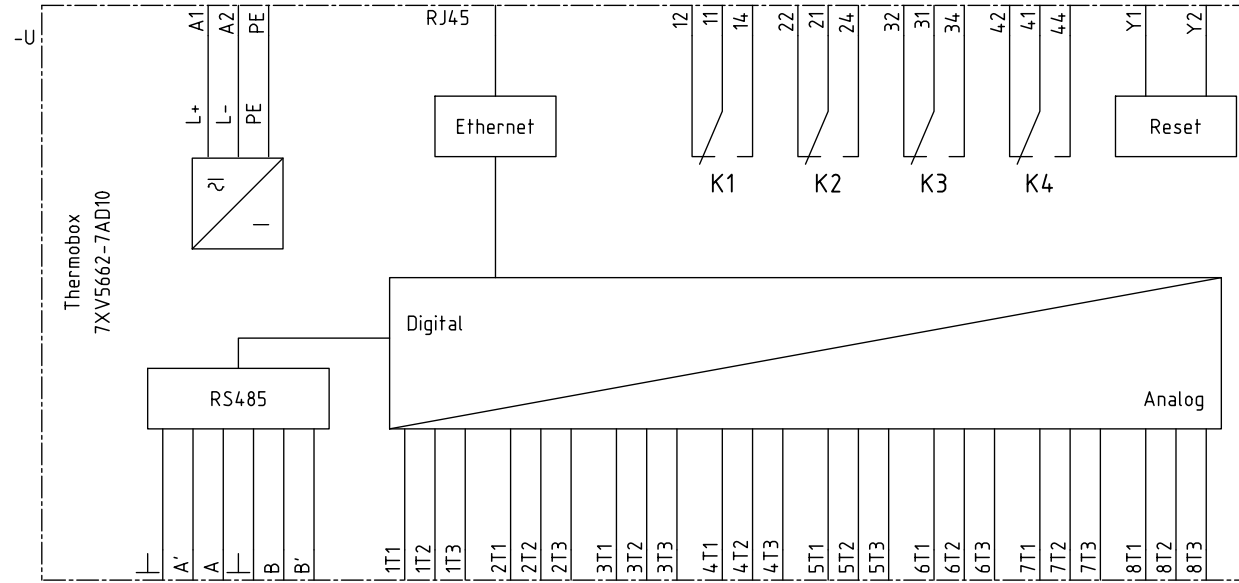 -U
A1
A2
PE
RJ45
12
11
14
22
21
24
32
31
34
42
41
44
Y1
Y2
L+
L-
PE
Ethernet
Reset
K1
K2
K3
K4
Thermobox
7XV5662-7AD10
Digital
Analog
RS485
A'
A
B
B'
1T1
1T2
1T3
2T1
2T2
2T3
3T1
3T2
3T3
4T1
4T2
4T3
5T1
5T2
5T3
6T1
6T2
6T3
7T1
7T2
7T3
8T1
8T2
8T3